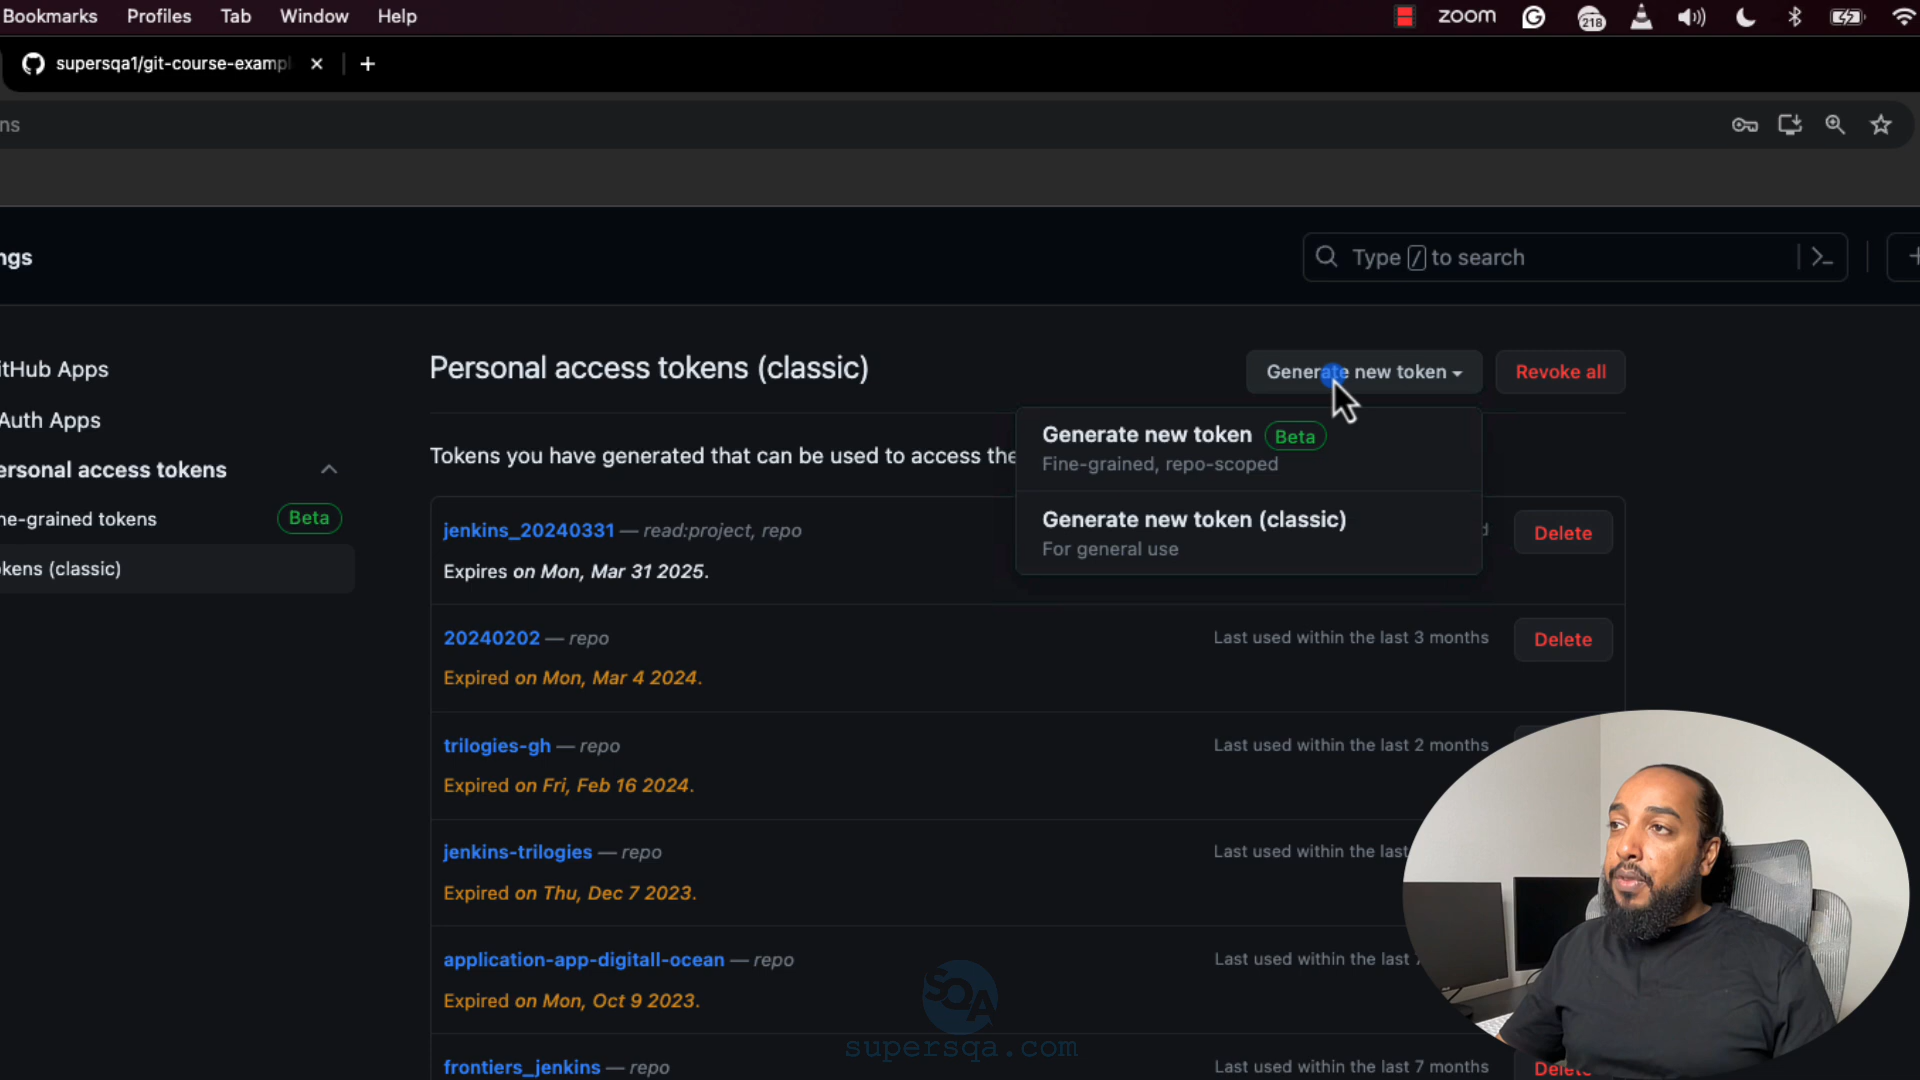 Bookmarks Profiles Tab Window Help zoom 218
supersqa1/git-course-exampl
ns
ngs
Type / to search
itHub Apps
Auth Apps
ersonal access tokens
ne-grained tokens Beta
okens (classic)
Personal access tokens (classic)
Generate new token Revoke all
Generate new token Beta
Fine-grained, repo-scoped
Generate new token (classic)
For general use
Tokens you have generated that can be used to access the
jenkins_20240331 — read:project, repo d Delete
Expires on Mon, Mar 31 2025.
20240202 — repo Last used within the last 3 months Delete
Expired on Mon, Mar 4 2024.
trilogies-gh — repo Last used within the last 2 months
Expired on Fri, Feb 16 2024.
jenkins-trilogies — repo Last used within the last
Expired on Thu, Dec 7 2023.
application-app-digitall-ocean — repo Last used within the last
Expired on Mon, Oct 9 2023.
SQA
supersqa.com
frontiers_jenkins — repo Last used within the last 7 months Delete